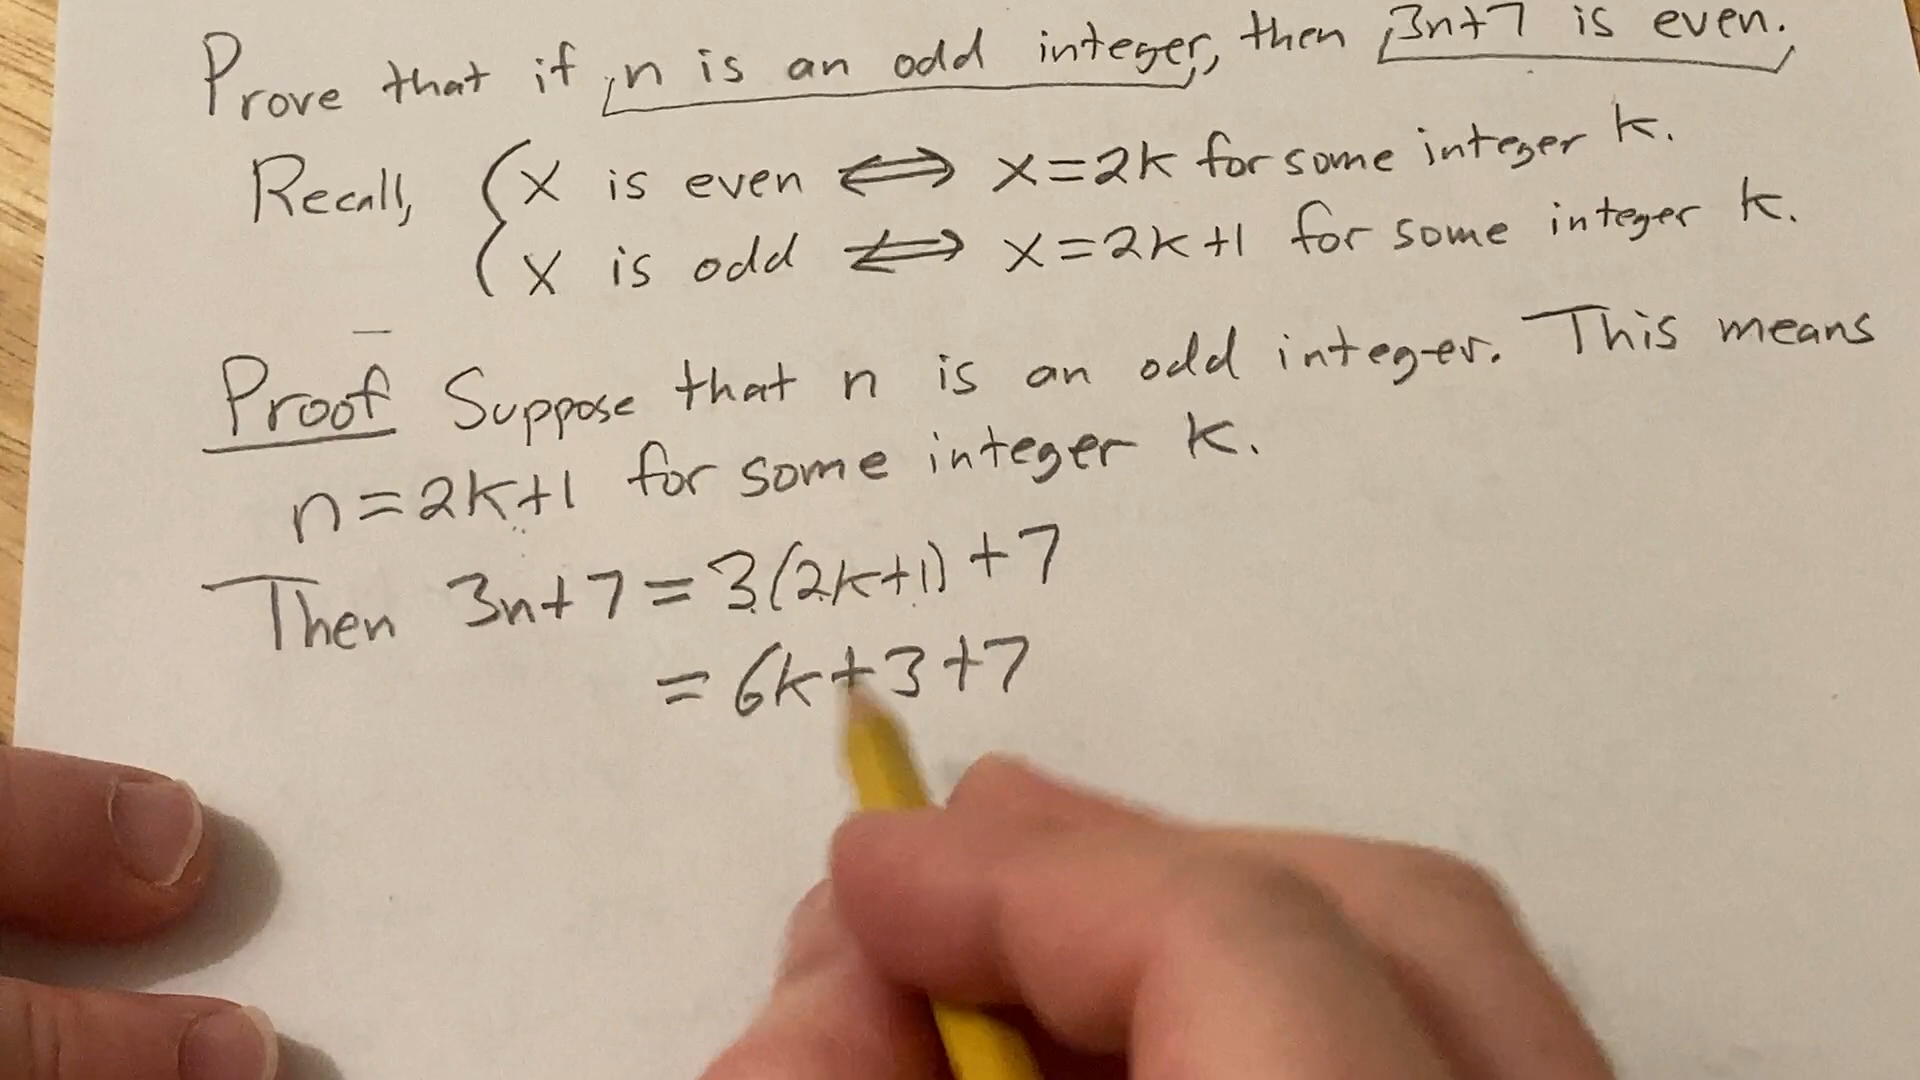 Prove that if n is an odd integer, then 3n+7 is even.
Recall, { x is even ⟺ x=2k for some integer k.
x is odd ⟺ x=2k+1 for some integer k.
Proof Suppose that n is an odd integer. This means
n=2k+1 for some integer k.
Then 3n+7=3(2k+1)+7
=6k+3+7